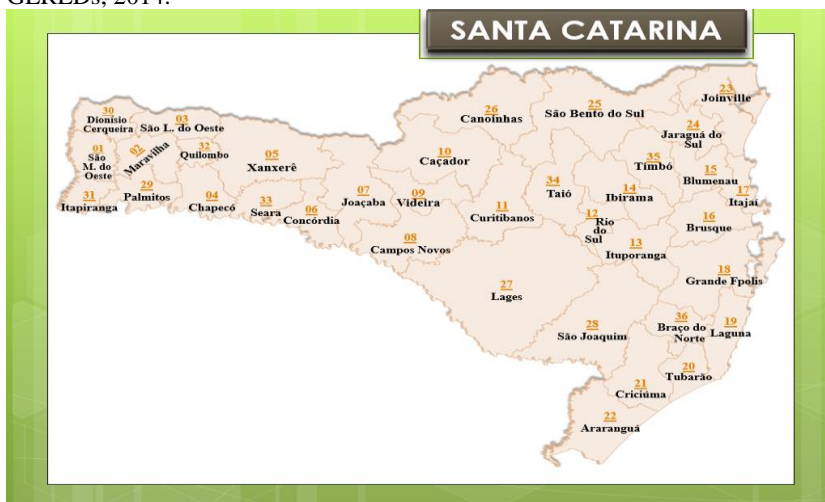 GEREDs, 2014.
SANTA CATARINA
23
Joinville
30
Dionísio
Cerqueira
03
São L. do Oeste
26
Canoinhas
25
São Bento do Sul
24
Jaraguá do
Sul
01
São
M. do
Oeste
02
Maravilha
32
Quilombo
05
Xanxerê
10
Caçador
35
Timbó
15
Blumenau
31
Itapiranga
29
Palmitos
04
Chapecó
33
Seara
06
Concórdia
07
Joaçaba
09
Videira
11
Curitibanos
34
Taió
14
Ibirama
17
Itajaí
12
Rio
do
Sul
16
Brusque
08
Campos Novos
13
Ituporanga
18
Grande Fpolis
27
Lages
28
São Joaquim
36
Braço do
Norte
19
Laguna
20
Tubarão
21
Criciúma
22
Araranguá